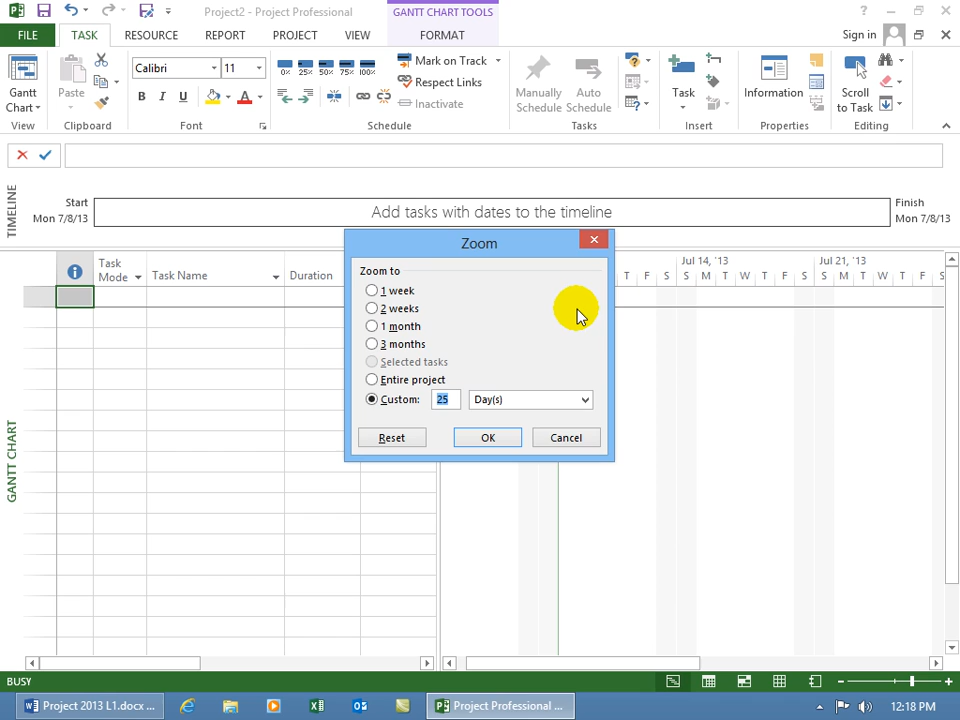 Project2 - Project Professional
GANTT CHART TOOLS
?
FILE
TASK
RESOURCE
REPORT
PROJECT
VIEW
FORMAT
Sign in
Gantt
Chart
View
Paste
Clipboard
Calibri
11
B I U A
Font
0% 25% 50% 75% 100%
Mark on Track
Respect Links
Inactivate
Schedule
Manually
Schedule
Auto
Schedule
Tasks
Task
Insert
Information
Properties
Scroll
to Task
Editing
TIMELINE
Start
Mon 7/8/13
Add tasks with dates to the timeline
Finish
Mon 7/8/13
Task
Mode
Task Name
Duration
Jul 14, '13
Jul 21, '13
T F S S M T W T F S S M T W T F S
GANTT CHART
Zoom
Zoom to
1 week
2 weeks
1 month
3 months
Selected tasks
Entire project
Custom: 25 Day(s)
Reset
OK
Cancel
BUSY
Project 2013 L1.docx ...
Project Professional ...
12:18 PM